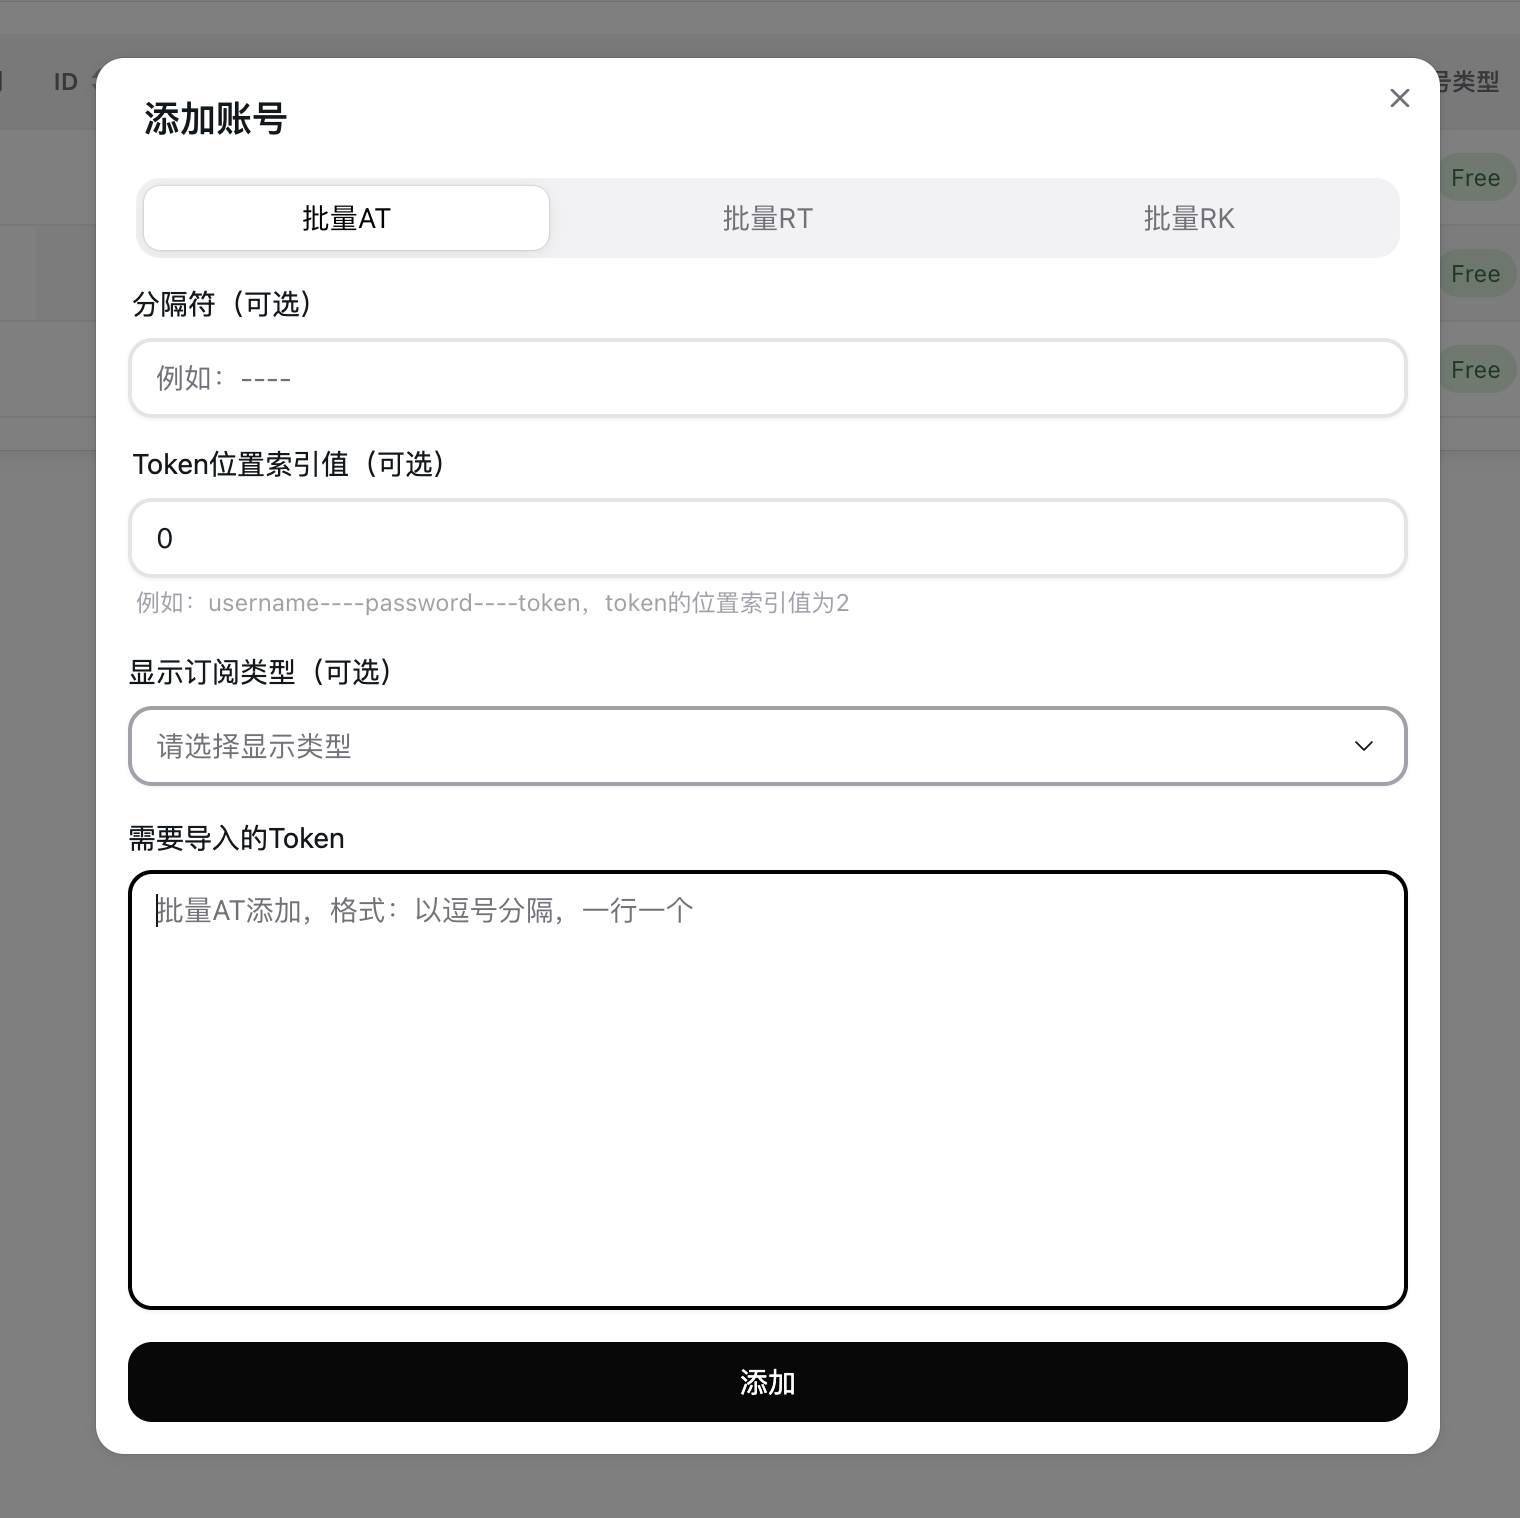 ID
号类型
添加账号
批量AT
批量RT
批量RK
Free
分隔符（可选）
例如：----
Free
Free
Token位置索引值（可选）
0
例如：username----password----token，token的位置索引值为2
显示订阅类型（可选）
请选择显示类型
需要导入的Token
批量AT添加，格式：以逗号分隔，一行一个
添加